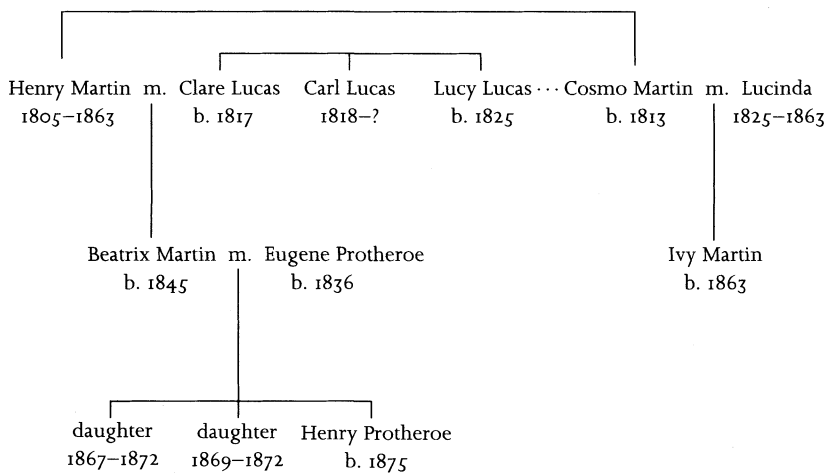 Henry Martin m. Clare Lucas Carl Lucas Lucy Lucas ··· Cosmo Martin m. Lucinda
1805–1863 b. 1817 1818–? b. 1825 b. 1813 1825–1863
Beatrix Martin m. Eugene Protheroe Ivy Martin
b. 1845 b. 1836 b. 1863
daughter daughter Henry Protheroe
1867–1872 1869–1872 b. 1875